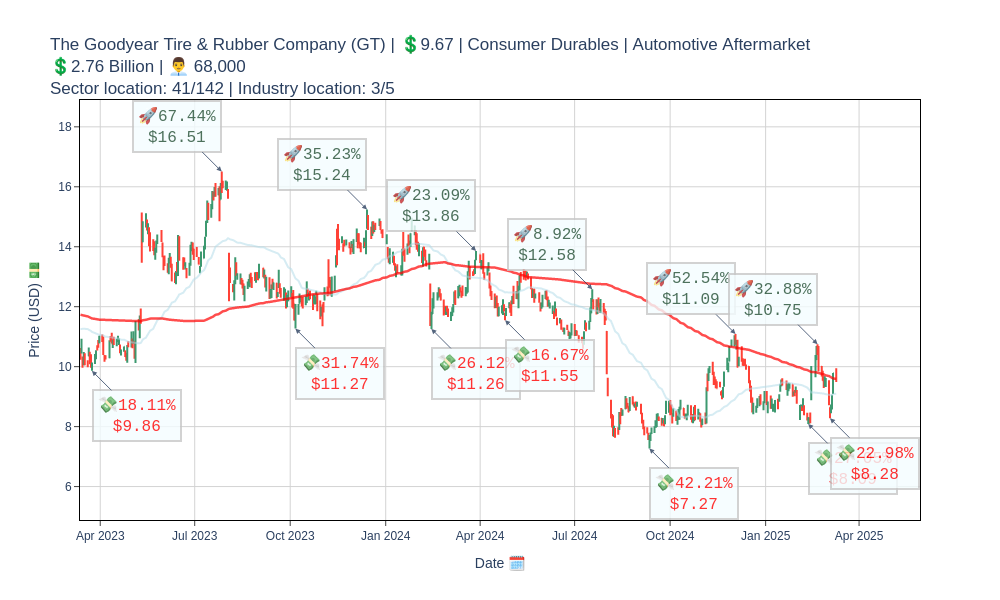 The Goodyear Tire & Rubber Company (GT) | 💲9.67 | Consumer Durables | Automotive Aftermarket
💲2.76 Billion | 👨‍💼 68,000
Sector location: 41/142 | Industry location: 3/5
🚀67.44%
$16.51
🚀35.23%
$15.24
🚀23.09%
$13.86
🚀8.92%
$12.58
🚀52.54%
$11.09
🚀32.88%
$10.75
💸18.11%
$9.86
💸31.74%
$11.27
💸26.12%
$11.26
💸16.67%
$11.55
💸42.21%
$7.27
💸22.98%
$8.28
18
16
14
12
10
8
6
Price (USD) 💵
Apr 2023
Jul 2023
Oct 2023
Jan 2024
Apr 2024
Jul 2024
Oct 2024
Jan 2025
Apr 2025
Date 🗓️